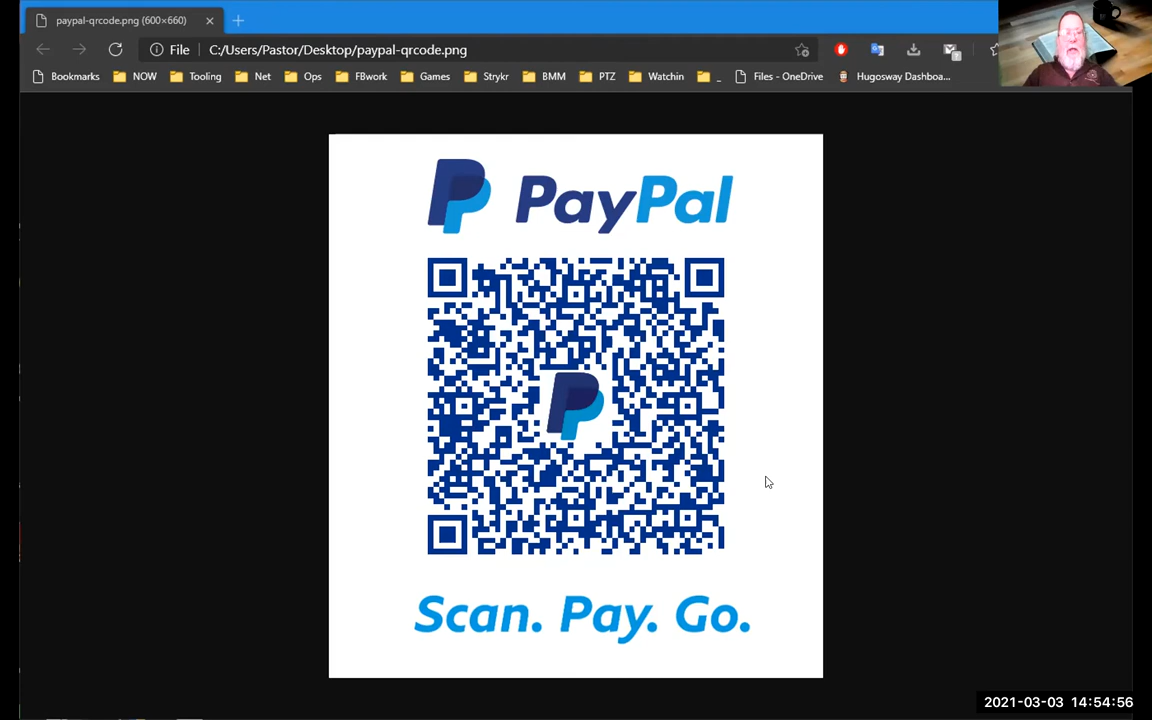 paypal-qrcode.png (600×660)
File C:/Users/Pastor/Desktop/paypal-qrcode.png
Bookmarks NOW Tooling Net Ops FBwork Games Strykr BMM PTZ Watchin _ Files - OneDrive Hugosway Dashboa...
PayPal
Scan. Pay. Go.
2021-03-03 14:54:56